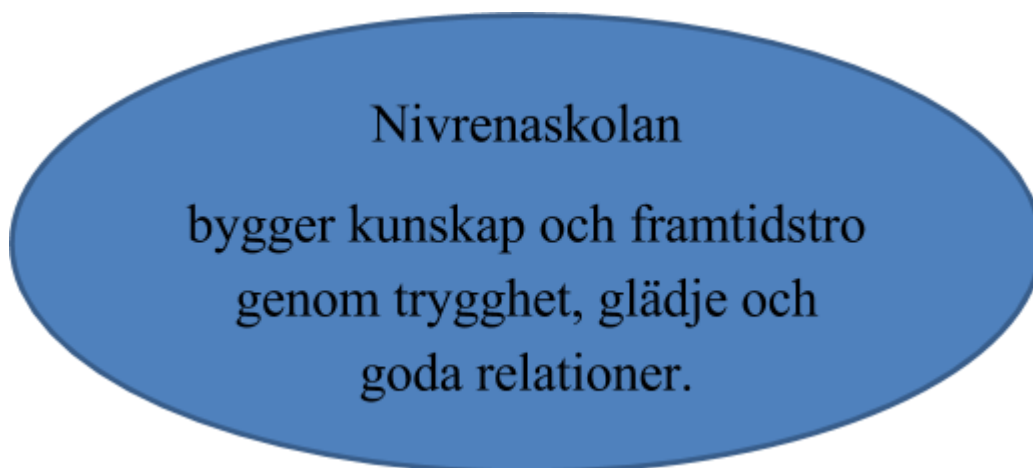 Nivrenaskolan
bygger kunskap och framtidstro
genom trygghet, glädje och
goda relationer.